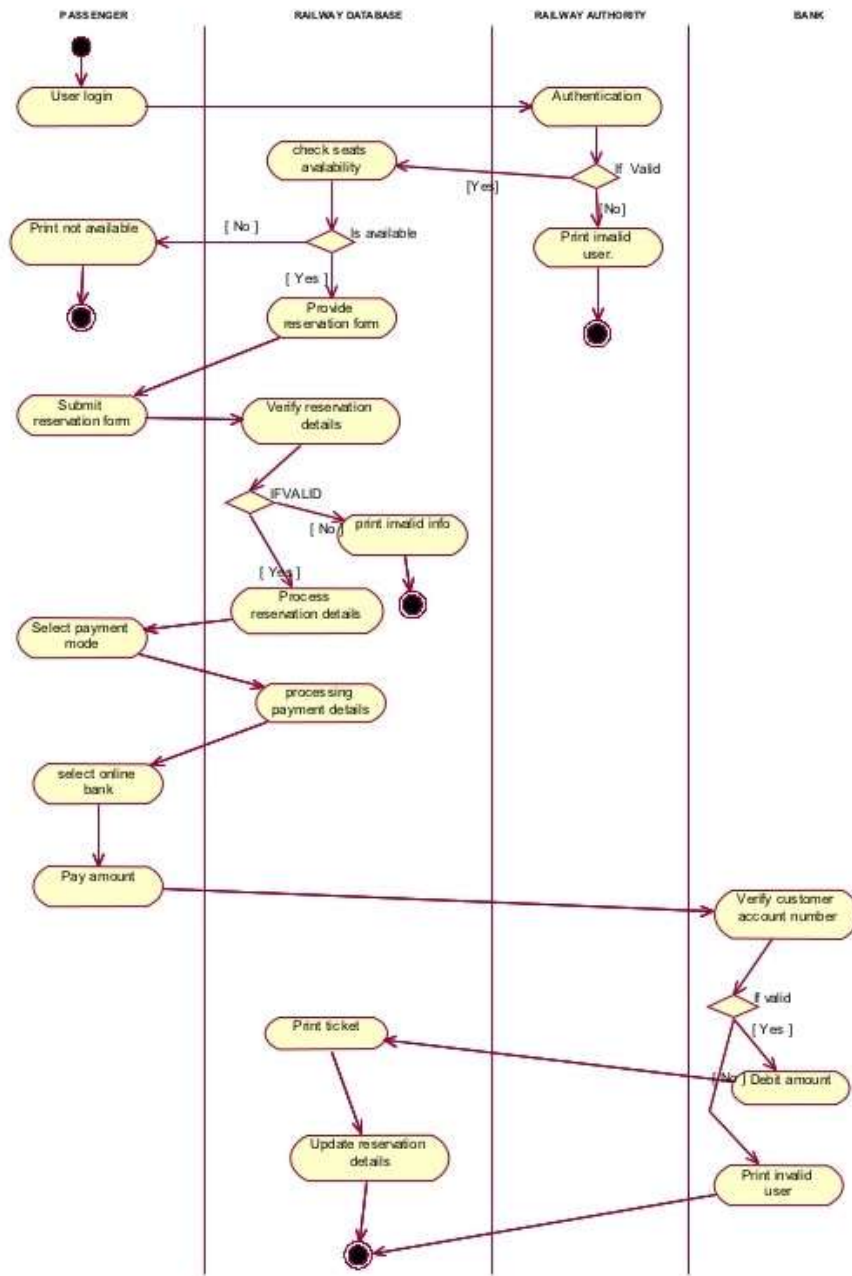 PASSENGER
RAILWAY DATABASE
RAILWAY AUTHORITY
BANK
User login
Authentication
check seats
avalability
If Valid
[Yes]
[No]
Print not available
[ No ]
Is available
Print invalid
user.
[ Yes ]
Provide
reservation form
Submit
reservation form
Verify reservation
details
IFVALID
[ No ]
print invalid info
[ Yes ]
Process
reservation details
Select payment
mode
processing
payment details
select online
bank
Pay amount
Verify customer
account number
If valid
Print ticket
[ Yes ]
[ No ]
Debit amount
Update reservation
details
Print invalid
user